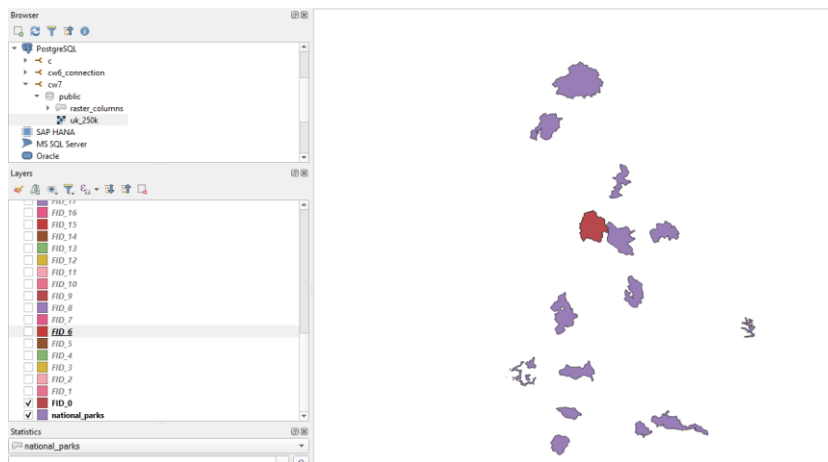 Browser
PostgreSQL
c
cw6_connection
cw7
public
raster_columns
uk_250k
SAP HANA
MS SQL Server
Oracle
Layers
FID_17
FID_16
FID_15
FID_14
FID_13
FID_12
FID_11
FID_10
FID_9
FID_8
FID_7
FID_6
FID_5
FID_4
FID_3
FID_2
FID_1
FID_0
national_parks
Statistics
national_parks